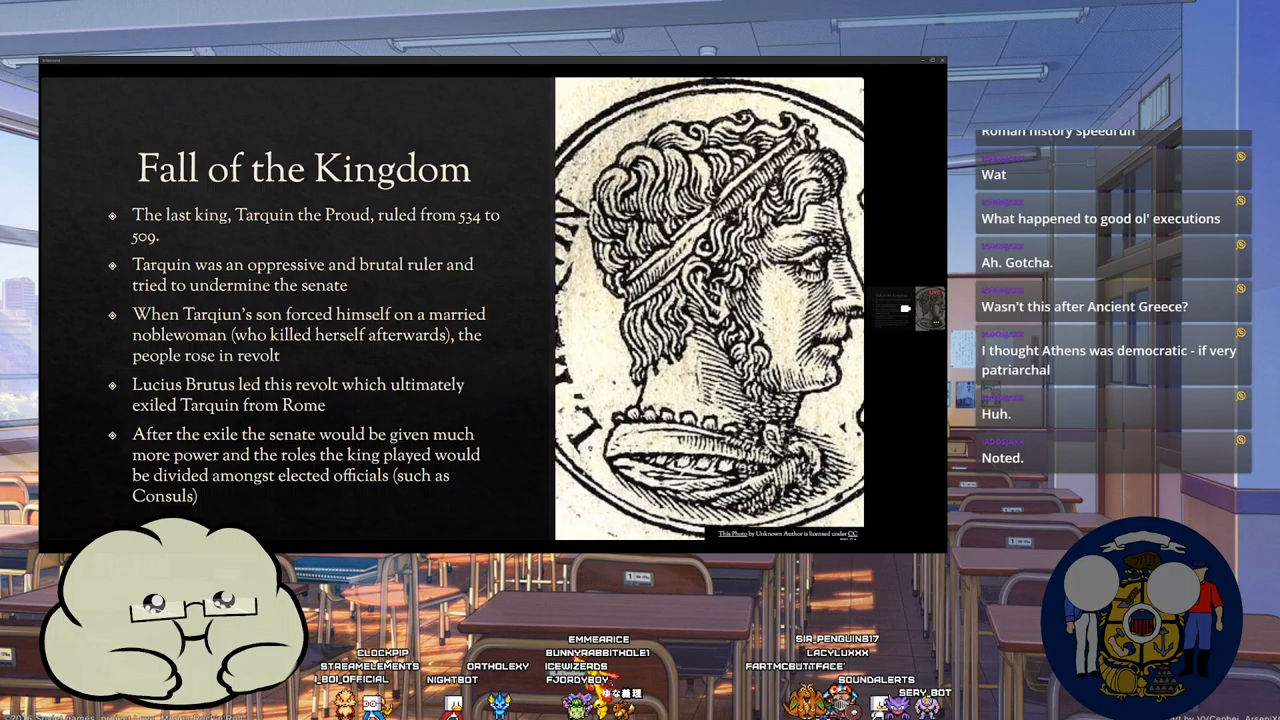 Fall of the Kingdom
The last king, Tarquin the Proud, ruled from 534 to
509.
Tarquin was an oppressive and brutal ruler and
tried to undermine the senate
When Tarqiun's son forced himself on a married
noblewoman (who killed herself afterwards), the
people rose in revolt
Lucius Brutus led this revolt which ultimately
exiled Tarquin from Rome
After the exile the senate would be given much
more power and the roles the king played would
be divided amongst elected officials (such as
Consuls)
This Photo by Unknown Author is licensed under CC
Roman history speedrun
Wat
What happened to good ol' executions
Ah. Gotcha.
Wasn't this after Ancient Greece?
I thought Athens was democratic - if very
patriarchal
Huh.
Noted.
EMMEARICE
SIR_PENGUIN817
CLOCKPIP
BUNNYRABBITHOLE1
LACYLUXXX
STREAMELEMENTS
ORTHOLEXY
ICEWIZERDS
FARTMCBUTTFACE
I_BOI_OFFICIAL
NIGHTBOT
FJORDYBOY
SOUNDALERTS
SERY_BOT